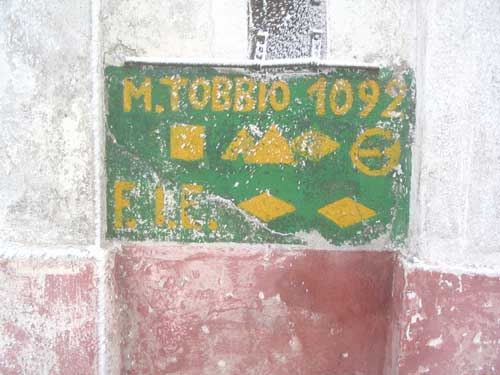 M. TOBBIO 1092
F. I. E.